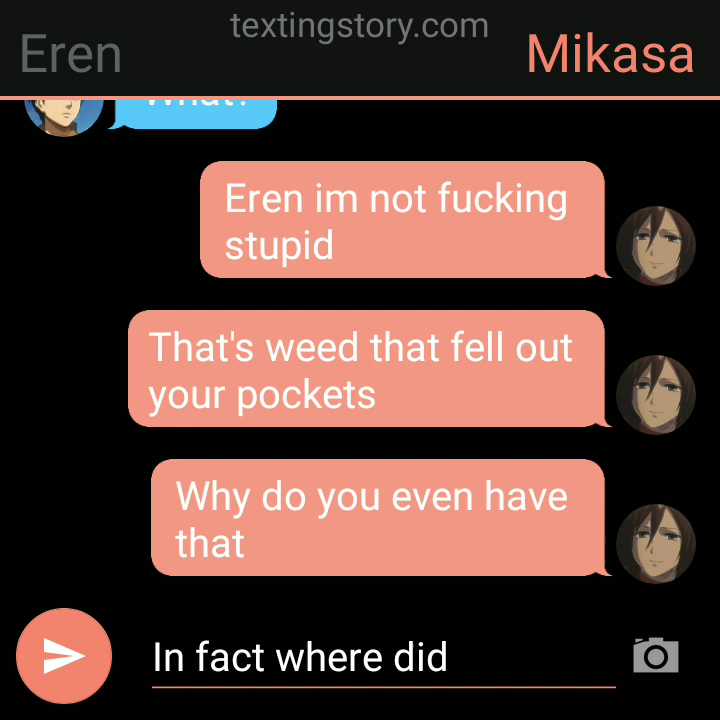 textingstory.com
Eren
Mikasa
What?
Eren im not fucking
stupid
That's weed that fell out
your pockets
Why do you even have
that
In fact where did